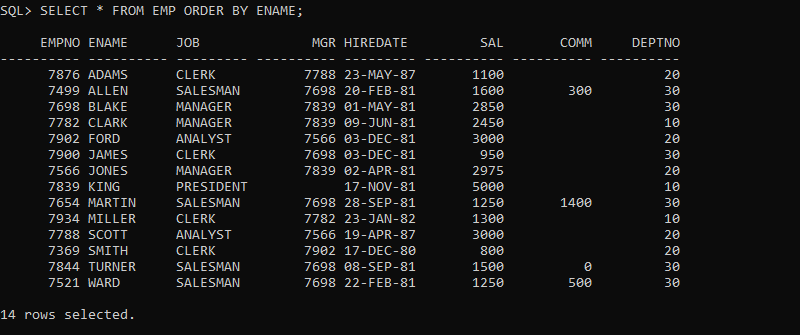 SQL> SELECT * FROM EMP ORDER BY ENAME;
     EMPNO ENAME      JOB              MGR HIREDATE         SAL       COMM     DEPTNO
---------- ---------- --------- ---------- --------- ---------- ---------- ----------
      7876 ADAMS      CLERK           7788 23-MAY-87       1100                    20
      7499 ALLEN      SALESMAN        7698 20-FEB-81       1600        300         30
      7698 BLAKE      MANAGER         7839 01-MAY-81       2850                    30
      7782 CLARK      MANAGER         7839 09-JUN-81       2450                    10
      7902 FORD       ANALYST         7566 03-DEC-81       3000                    20
      7900 JAMES      CLERK           7698 03-DEC-81        950                    30
      7566 JONES      MANAGER         7839 02-APR-81       2975                    20
      7839 KING       PRESIDENT            17-NOV-81       5000                    10
      7654 MARTIN     SALESMAN        7698 28-SEP-81       1250       1400         30
      7934 MILLER     CLERK           7782 23-JAN-82       1300                    10
      7788 SCOTT      ANALYST         7566 19-APR-87       3000                    20
      7369 SMITH      CLERK           7902 17-DEC-80        800                    20
      7844 TURNER     SALESMAN        7698 08-SEP-81       1500          0         30
      7521 WARD       SALESMAN        7698 22-FEB-81       1250        500         30
14 rows selected.